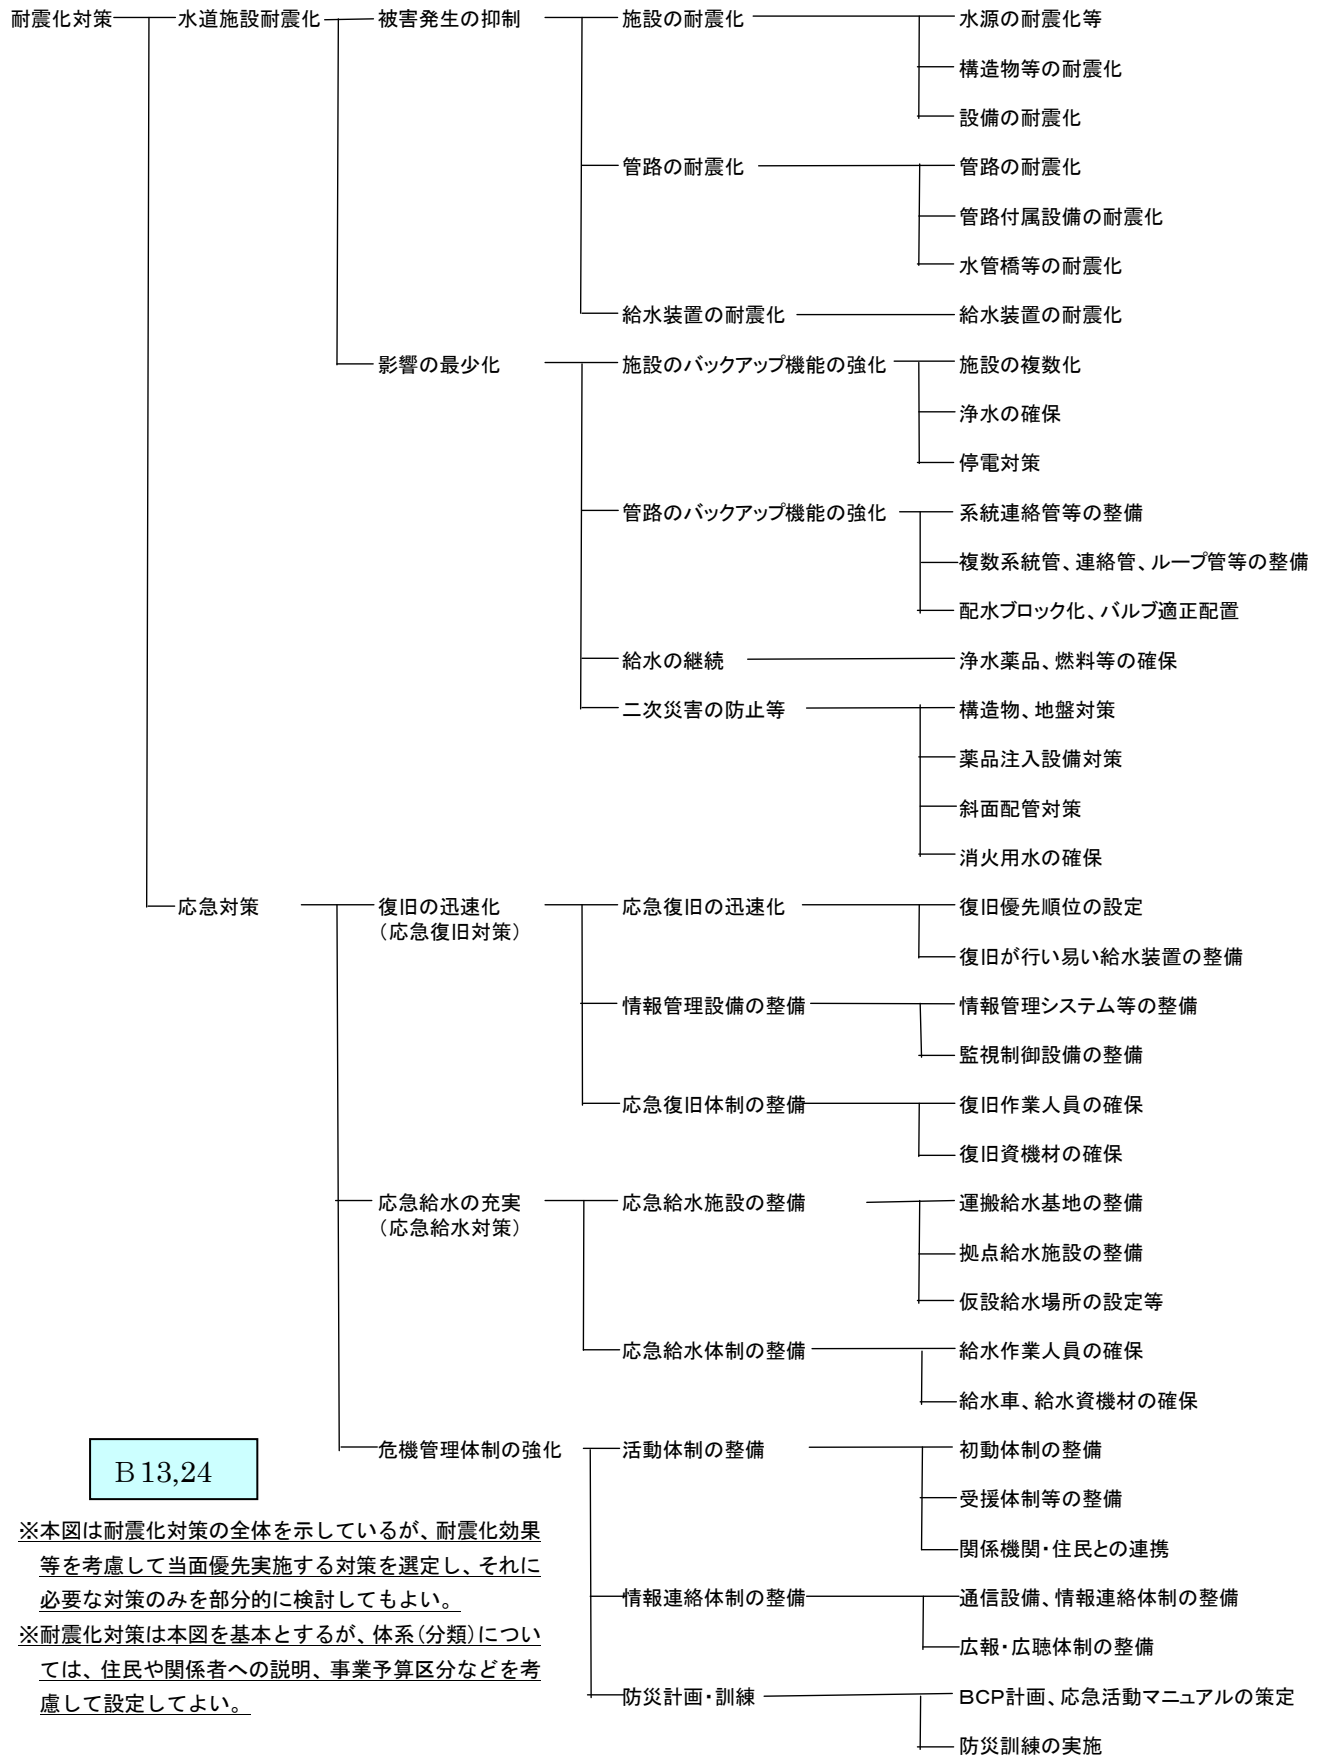 耐震化対策 水道施設耐震化 被害発生の抑制 施設の耐震化 水源の耐震化等
構造物等の耐震化
設備の耐震化
管路の耐震化 管路の耐震化
管路付属設備の耐震化
水管橋等の耐震化
給水装置の耐震化 給水装置の耐震化
影響の最少化 施設のバックアップ機能の強化 施設の複数化
浄水の確保
停電対策
管路のバックアップ機能の強化 系統連絡管等の整備
複数系統管、連絡管、ループ管等の整備
配水ブロック化、バルブ適正配置
給水の継続 浄水薬品、燃料等の確保
二次災害の防止等 構造物、地盤対策
薬品注入設備対策
斜面配管対策
消火用水の確保
応急対策 復旧の迅速化 応急復旧の迅速化 復旧優先順位の設定
（応急復旧対策）
復旧が行い易い給水装置の整備
情報管理設備の整備 情報管理システム等の整備
監視制御設備の整備
応急復旧体制の整備 復旧作業人員の確保
復旧資機材の確保
応急給水の充実 応急給水施設の整備 運搬給水基地の整備
（応急給水対策）
拠点給水施設の整備
仮設給水場所の設定等
応急給水体制の整備 給水作業人員の確保
給水車、給水資機材の確保
危機管理体制の強化 活動体制の整備 初動体制の整備
受援体制等の整備
関係機関・住民との連携
情報連絡体制の整備 通信設備、情報連絡体制の整備
広報・広聴体制の整備
防災計画・訓練 BCP計画、応急活動マニュアルの策定
防災訓練の実施
B 13,24
※本図は耐震化対策の全体を示しているが、耐震化効果
等を考慮して当面優先実施する対策を選定し、それに
必要な対策のみを部分的に検討してもよい。
※耐震化対策は本図を基本とするが、体系（分類）につい
ては、住民や関係者への説明、事業予算区分などを考
慮して設定してよい。